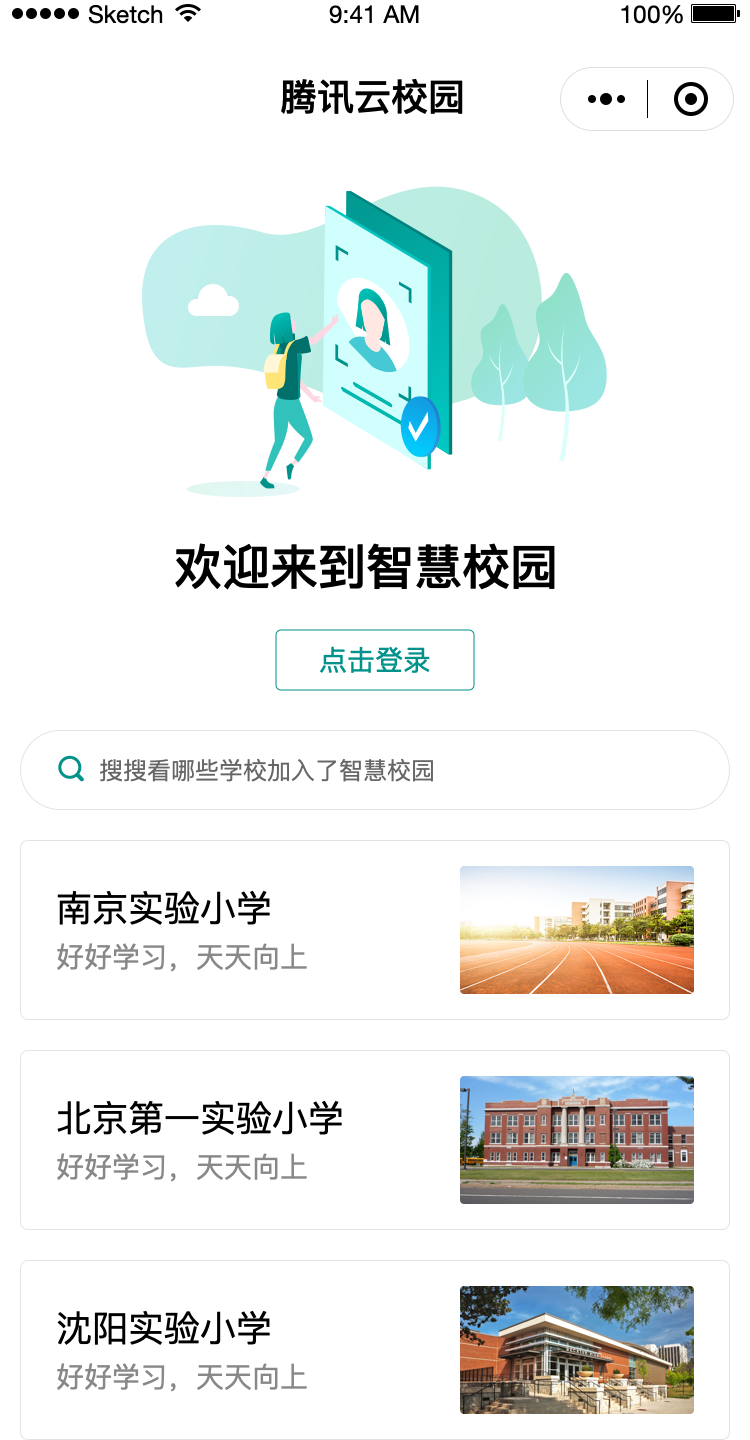 Sketch 9:41 AM 100%
腾讯云校园
欢迎来到智慧校园
点击登录
搜搜看哪些学校加入了智慧校园
南京实验小学
好好学习，天天向上
北京第一实验小学
好好学习，天天向上
沈阳实验小学
好好学习，天天向上